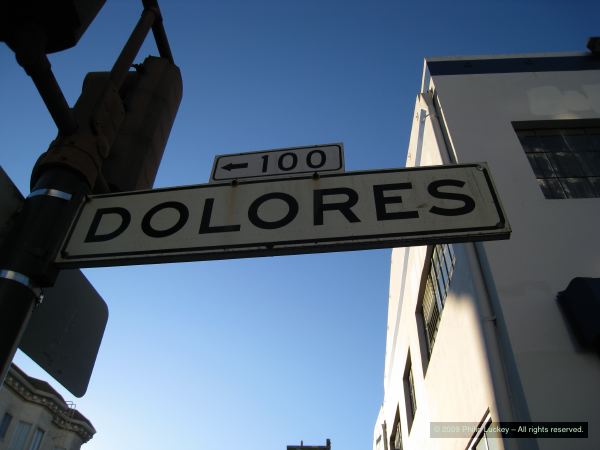 ← 100
DOLORES
© 2009 Philip Luckey – All rights reserved.